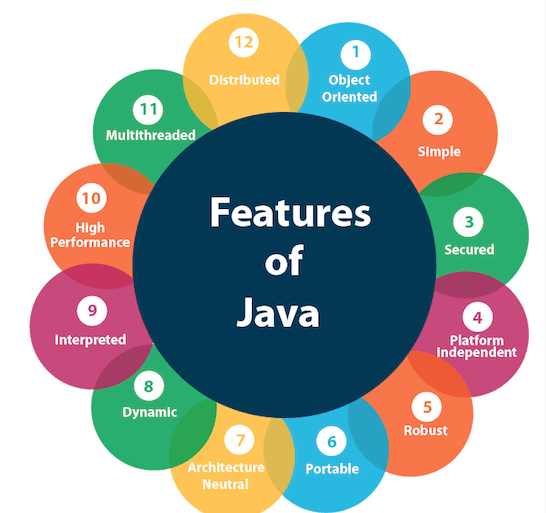 Features
of
Java
1
Object
Oriented
2
Simple
3
Secured
4
Platform
Independent
5
Robust
6
Portable
7
Architecture
Neutral
8
Dynamic
9
Interpreted
10
High
Performance
11
Multithreaded
12
Distributed